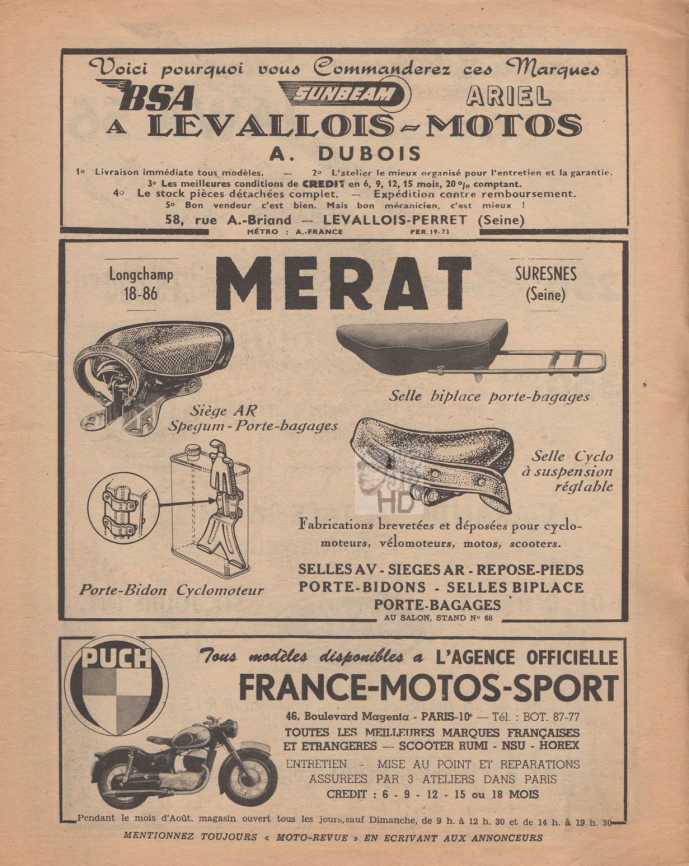 Voici pourquoi vous Commanderez ces Marques
BSA SUNBEAM ARIEL
A LEVALLOIS-MOTOS
A. DUBOIS
1° Livraison immédiate tous modèles. — 2° L'atelier le mieux organisé pour l'entretien et la garantie.
3° Les meilleures conditions de CREDIT en 6, 9, 12, 15 mois, 20 % comptant.
4° Le stock pièces détachées complet. — Expédition contre remboursement.
5° Bon vendeur c'est bien. Mais bon mécanicien, c'est mieux !
58, rue A.-Briand — LEVALLOIS-PERRET (Seine)
MÉTRO : A.-FRANCE PER. 19-73
Longchamp
18-86
MERAT
SURESNES
(Seine)
Selle biplace porte-bagages
Siège AR
Spegum-Porte-bagages
Selle Cyclo
à suspension
réglable
HD
Fabrications brevetées et déposées pour cyclo-
moteurs, vélomoteurs, motos, scooters.
Porte-Bidon Cyclomoteur
SELLES AV - SIEGES AR - REPOSE-PIEDS
PORTE-BIDONS - SELLES BIPLACE
PORTE-BAGAGES
AU SALON, STAND N° 68
PUCH
Tous modèles disponibles a L'AGENCE OFFICIELLE
FRANCE-MOTOS-SPORT
46, Boulevard Magenta - PARIS-10e — Tél. : BOT. 87-77
TOUTES LES MEILLEURES MARQUES FRANÇAISES
ET ETRANGERES — SCOOTER RUMI - NSU - HOREX
ENTRETIEN - MISE AU POINT ET REPARATIONS
ASSUREES PAR 3 ATELIERS DANS PARIS
CREDIT : 6 - 9 - 12 - 15 ou 18 MOIS
Pendant le mois d'Août, magasin ouvert tous les jours, sauf Dimanche, de 9 h. à 12 h. 30 et de 14 h. à 19 h. 30
MENTIONNEZ TOUJOURS « MOTO-REVUE » EN ECRIVANT AUX ANNONCEURS